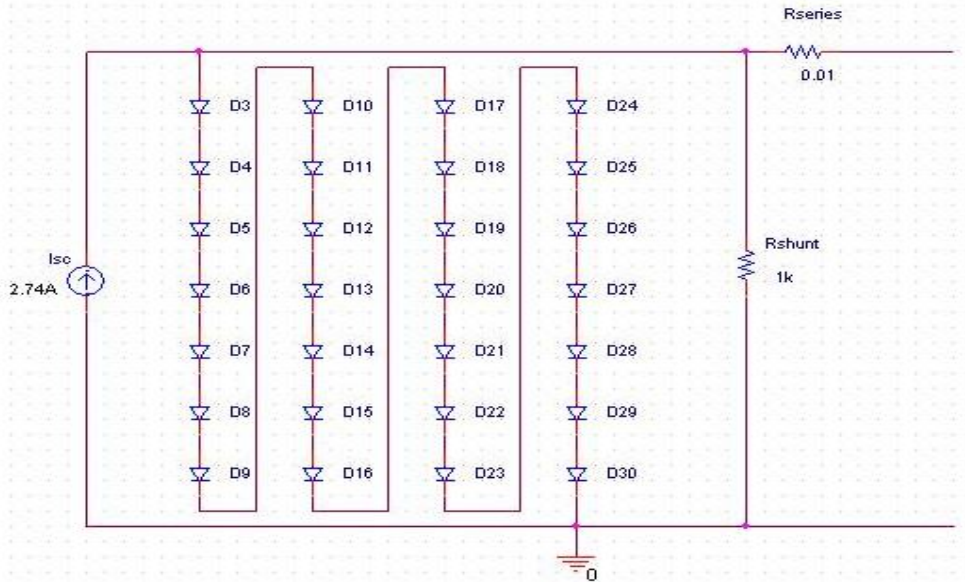 Rseries
0.01
D3 D10 D17 D24
D4 D11 D18 D25
D5 D12 D19 D26
Rshunt
Isc
1k
2.74A
D6 D13 D20 D27
D7 D14 D21 D28
D8 D15 D22 D29
D9 D16 D23 D30
0